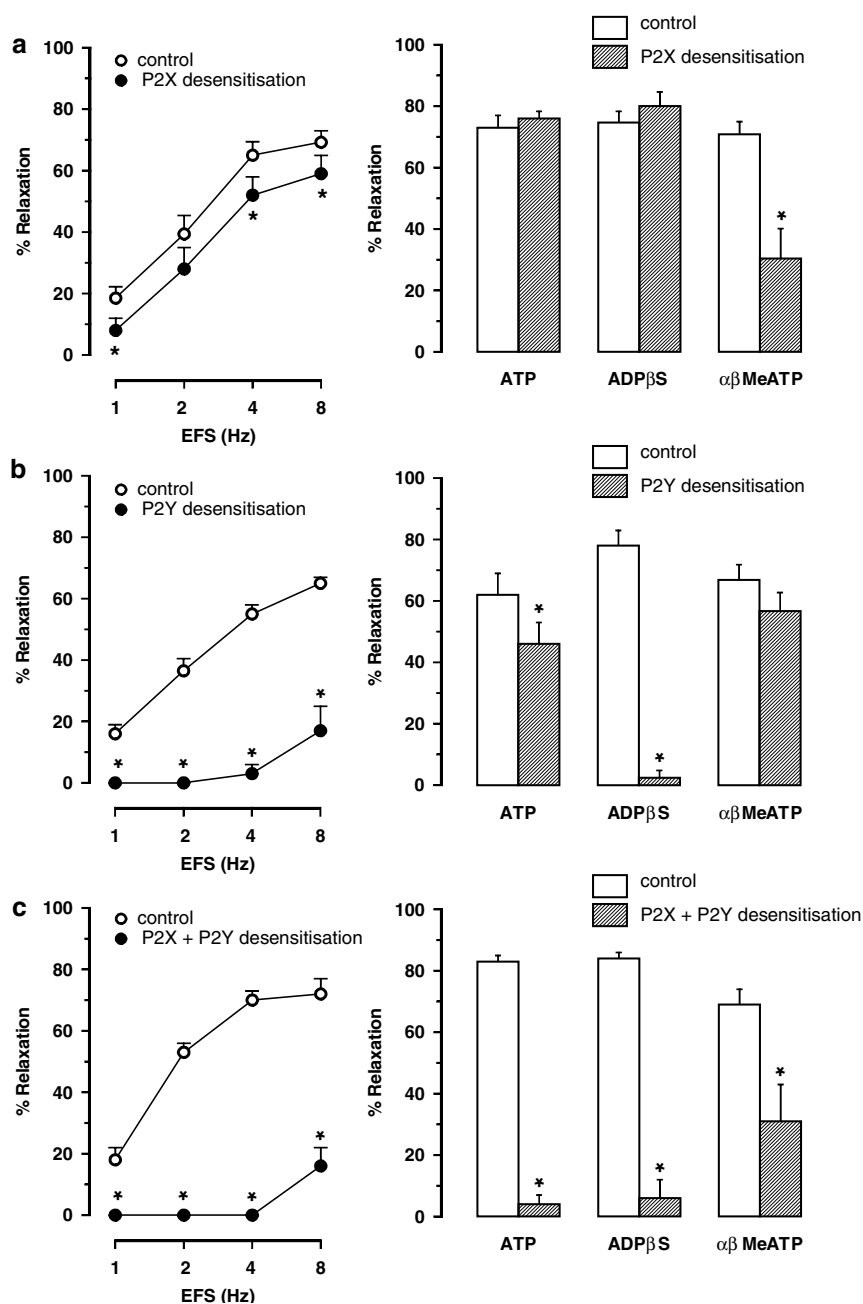 a
100
80
60
40
20
0
% Relaxation
control
P2X desensitisation
*
*
*
1
2
4
8
EFS (Hz)
control
P2X desensitisation
100
80
60
40
20
0
% Relaxation
*
ATP
ADPβS
αβMeATP
b
100
80
60
40
20
0
% Relaxation
control
P2Y desensitisation
*
*
*
*
1
2
4
8
EFS (Hz)
control
P2Y desensitisation
100
80
60
40
20
0
% Relaxation
*
*
ATP
ADPβS
αβMeATP
c
100
80
60
40
20
0
% Relaxation
control
P2X + P2Y desensitisation
*
*
*
*
1
2
4
8
EFS (Hz)
control
P2X + P2Y desensitisation
100
80
60
40
20
0
% Relaxation
*
*
*
ATP
ADPβS
αβ MeATP